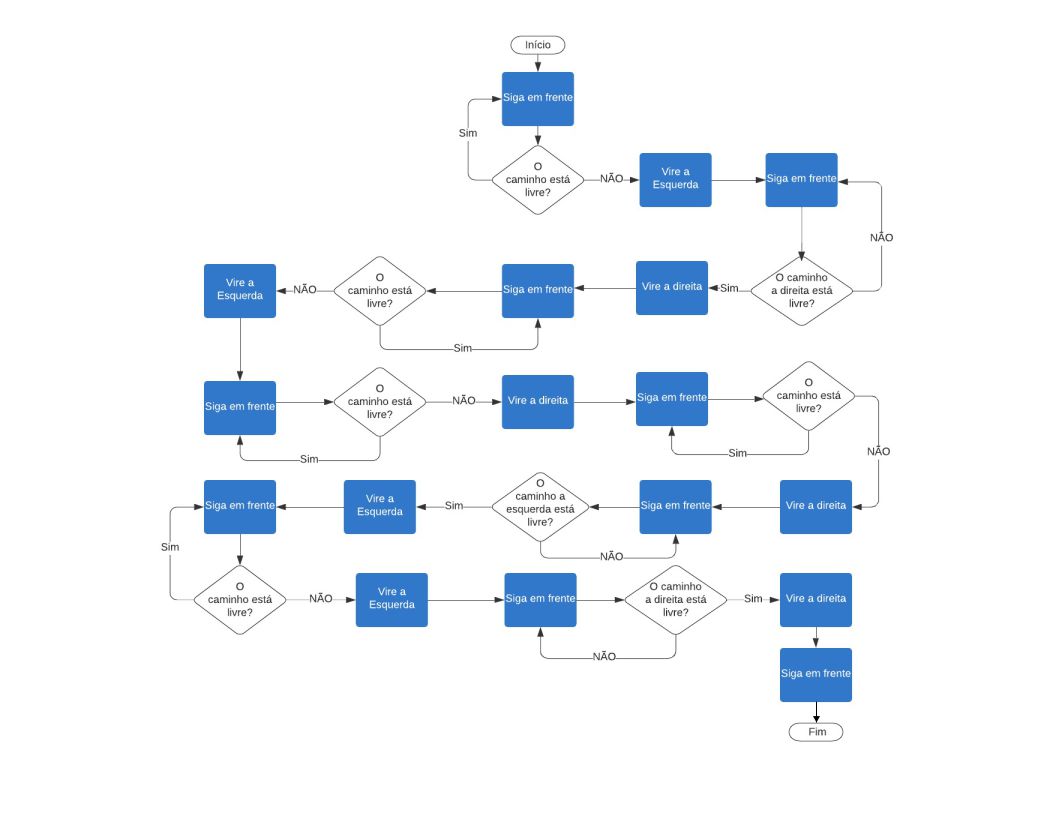 Início
Siga em frente
Sim
O
caminho está
livre?
NÃO
Vire a
Esquerda
Siga em frente
NÃO
O caminho
a direita está
livre?
Sim
Vire a direita
Siga em frente
O
caminho está
livre?
Sim
NÃO
Vire a
Esquerda
Siga em frente
O
caminho está
livre?
Sim
NÃO
Vire a direita
Siga em frente
O
caminho está
livre?
Sim
NÃO
Vire a direita
Siga em frente
O
caminho a
esquerda está
livre?
NÃO
Sim
Vire a
Esquerda
Siga em frente
Sim
O
caminho está
livre?
NÃO
Vire a
Esquerda
Siga em frente
O caminho
a direita está
livre?
NÃO
Sim
Vire a direita
Siga em frente
Fim